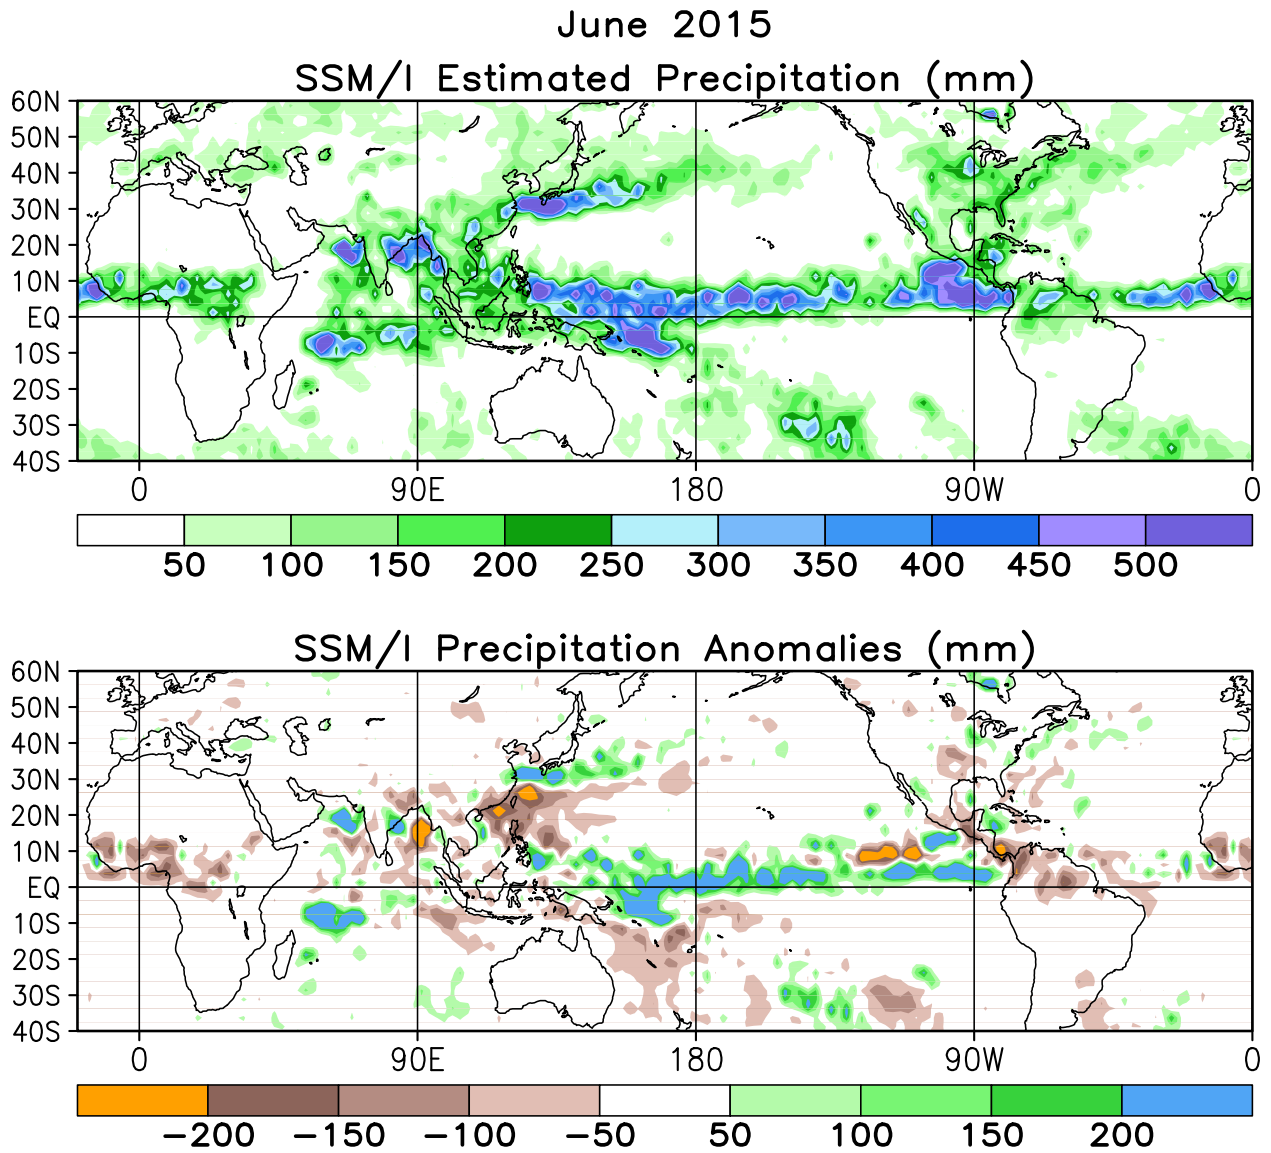 June 2015
SSM/I Estimated Precipitation (mm)
60N
50N
40N
30N
20N
10N
EQ
10S
20S
30S
40S
0 90E 180 90W 0
50 100 150 200 250 300 350 400 450 500
SSM/I Precipitation Anomalies (mm)
60N
50N
40N
30N
20N
10N
EQ
10S
20S
30S
40S
0 90E 180 90W 0
−200 −150 −100 −50 50 100 150 200